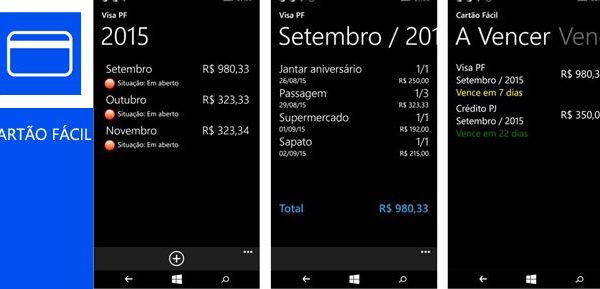 ARTÃO FÁCIL
Visa PF
2015
Setembro R$ 980,33
Situação: Em aberto
Outubro R$ 323,33
Situação: Em aberto
Novembro R$ 323,34
Situação: Em aberto
Visa PF
Setembro / 201
Jantar aniversário 1/1
26/08/15 R$ 250,00
Passagem 1/3
29/08/15 R$ 323,33
Supermercado 1/1
01/09/15 R$ 192,00
Sapato 1/1
02/09/15 R$ 215,00
Total R$ 980,33
Cartão Fácil
A Vencer Ven
Visa PF
Setembro / 2015 R$ 980,3
Vence em 7 dias
Crédito PJ
Setembro / 2015 R$ 350,0
Vence em 22 dias